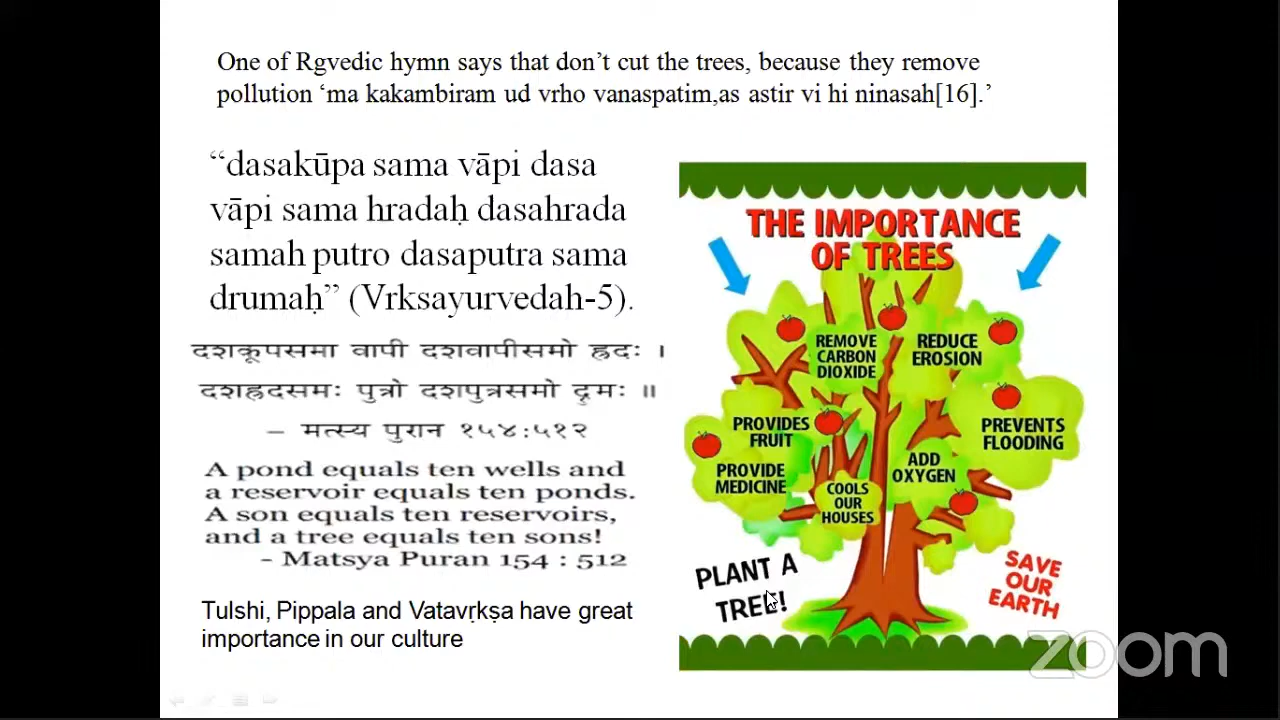 One of Rgvedic hymn says that don’t cut the trees, because they remove
pollution ‘ma kakambiram ud vrho vanaspatim,as astir vi hi ninasah[16].’
“dasakūpa sama vāpi dasa
vāpi sama hradaḥ dasahrada
samah putro dasaputra sama
drumaḥ” (Vrksayurvedah-5).
दशकूपसमा वापी दशवापीसमो ह्रदः ।
दशह्रदसमः पुत्रो दशपुत्रसमो द्रुमः ॥
– मत्स्य पुरान १५४:५१२
A pond equals ten wells and
a reservoir equals ten ponds.
A son equals ten reservoirs,
and a tree equals ten sons!
- Matsya Puran 154 : 512
Tulshi, Pippala and Vatavṛkṣa have great
importance in our culture
THE IMPORTANCE
OF TREES
REMOVE
CARBON
DIOXIDE
REDUCE
EROSION
PROVIDES
FRUIT
PREVENTS
FLOODING
PROVIDE
MEDICINE
ADD
OXYGEN
COOLS
OUR
HOUSES
PLANT A
TREE!
SAVE
OUR
EARTH
zoom